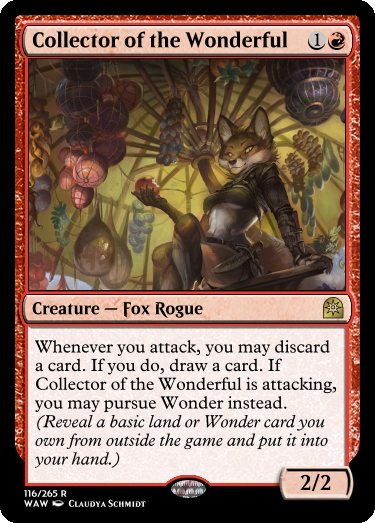 Collector of the Wonderful 1
Creature — Fox Rogue
Whenever you attack, you may discard
a card. If you do, draw a card. If
Collector of the Wonderful is attacking,
you may pursue Wonder instead.
(Reveal a basic land or Wonder card you
own from outside the game and put it into
your hand.)
2/2
116/265 R
WAW Claudya Schmidt